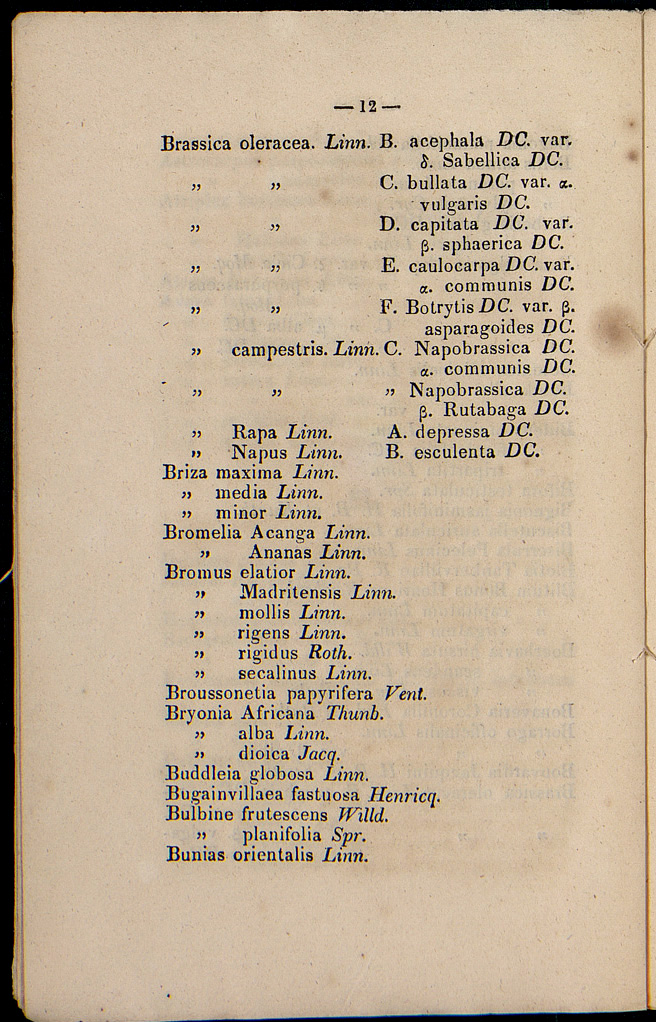 — 12 —
Brassica oleracea. Linn. B. acephala DC. var.
δ. Sabellica DC.
„ „ C. bullata DC. var. α.
vulgaris DC.
„ „ D. capitata DC. var.
β. sphaerica DC.
„ „ E. caulocarpa DC. var.
α. communis DC.
„ „ F. Botrytis DC. var. β.
asparagoides DC.
„ campestris. Linn. C. Napobrassica DC.
α. communis DC.
„ „ „ Napobrassica DC.
β. Rutabaga DC.
„ Rapa Linn. A. depressa DC.
„ Napus Linn. B. esculenta DC.
Briza maxima Linn.
„ media Linn.
„ minor Linn.
Bromelia Acanga Linn.
„ Ananas Linn.
Bromus elatior Linn.
„ Madritensis Linn.
„ mollis Linn.
„ rigens Linn.
„ rigidus Roth.
„ secalinus Linn.
Broussonetia papyrifera Vent.
Bryonia Africana Thunb.
„ alba Linn.
„ dioica Jacq.
Buddleia globosa Linn.
Bugainvillaea fastuosa Henricq.
Bulbine frutescens Willd.
„ planifolia Spr.
Bunias orientalis Linn.